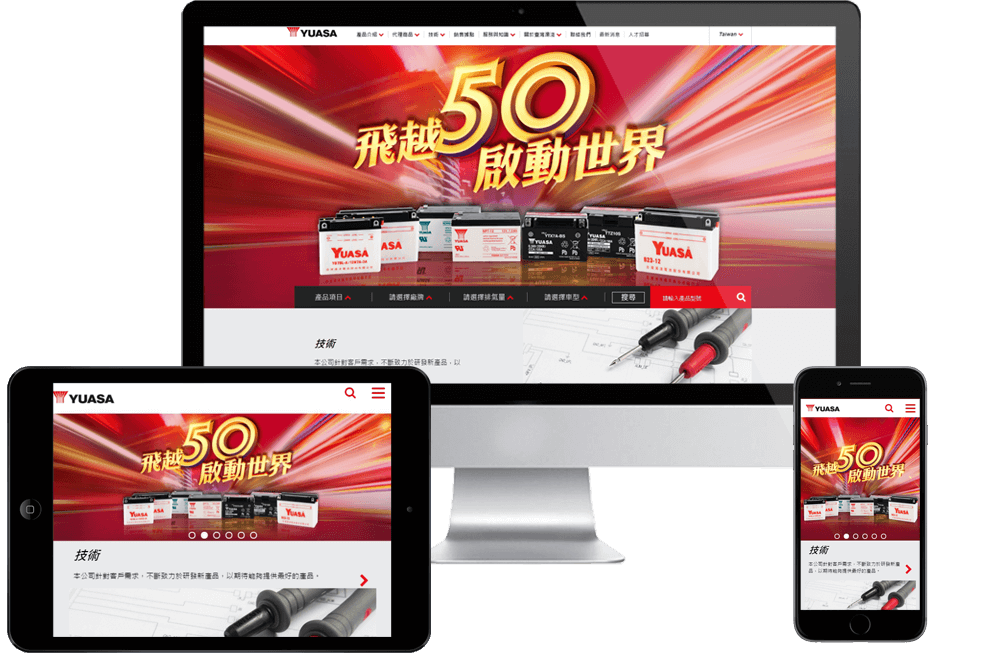 YUASA
產品介紹
代理商品
技術
銷售據點
服務與知識
關於臺灣湯淺
聯絡我們
最新消息
人才招募
Taiwan
飛越50
啟動世界
YUASA
YUASA
YTX7A-BS
YUASA
YTZ10S
YUASA
B23-12
產品項目
請選擇廠牌
請選擇排氣量
請選擇車型
搜尋
請輸入產品型號
技術
本公司針對客戶需求，不斷致力於研發新產品，以
YUASA
飛越50
啟動世界
YUASA
技術
本公司針對客戶需求，不斷致力於研發新產品，以期待能夠提供最好的產品。
YUASA
飛越50
啟動世界
技術
本公司針對客戶需求，不斷致力於研發新產
品，以期待能夠提供最好的產品。